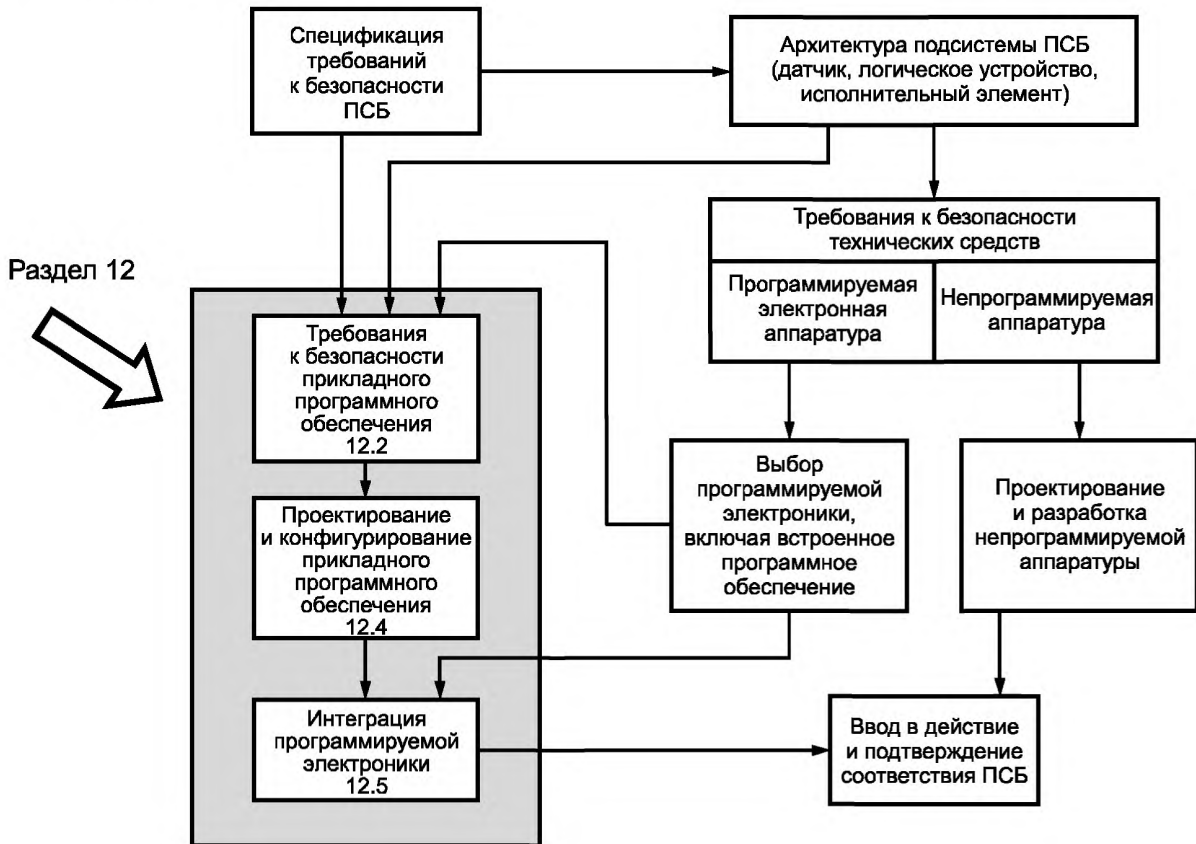 Спецификация
требований
к безопасности
ПСБ
Архитектура подсистемы ПСБ
(датчик, логическое устройство,
исполнительный элемент)
Требования к безопасности
технических средств
Программируемая
электронная
аппаратура
Непрограммируемая
аппаратура
Раздел 12
Требования
к безопасности
прикладного
программного
обеспечения
12.2
Выбор
программируемой
электроники,
включая встроенное
программное
обеспечение
Проектирование
и разработка
непрограммируемой
аппаратуры
Проектирование
и конфигурирование
прикладного
программного
обеспечения
12.4
Интеграция
программируемой
электроники
12.5
Ввод в действие
и подтверждение
соответствия ПСБ